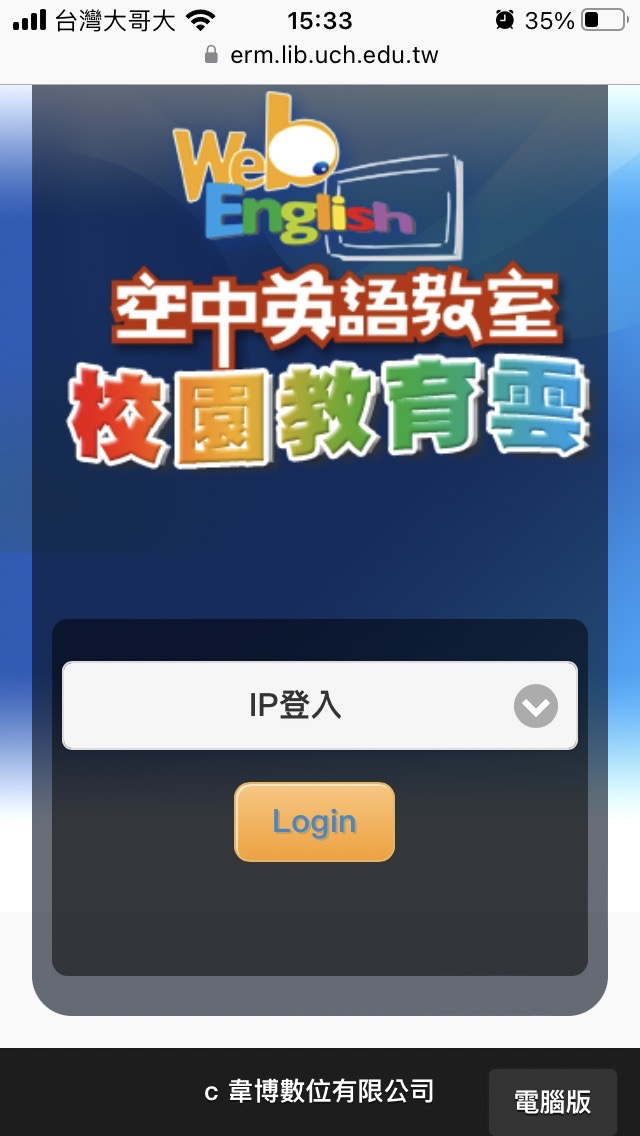 台灣大哥大 15:33 35%
erm.lib.uch.edu.tw
Web
English
空中英語教室
校園教育雲
IP登入
Login
c 韋博數位有限公司
電腦版